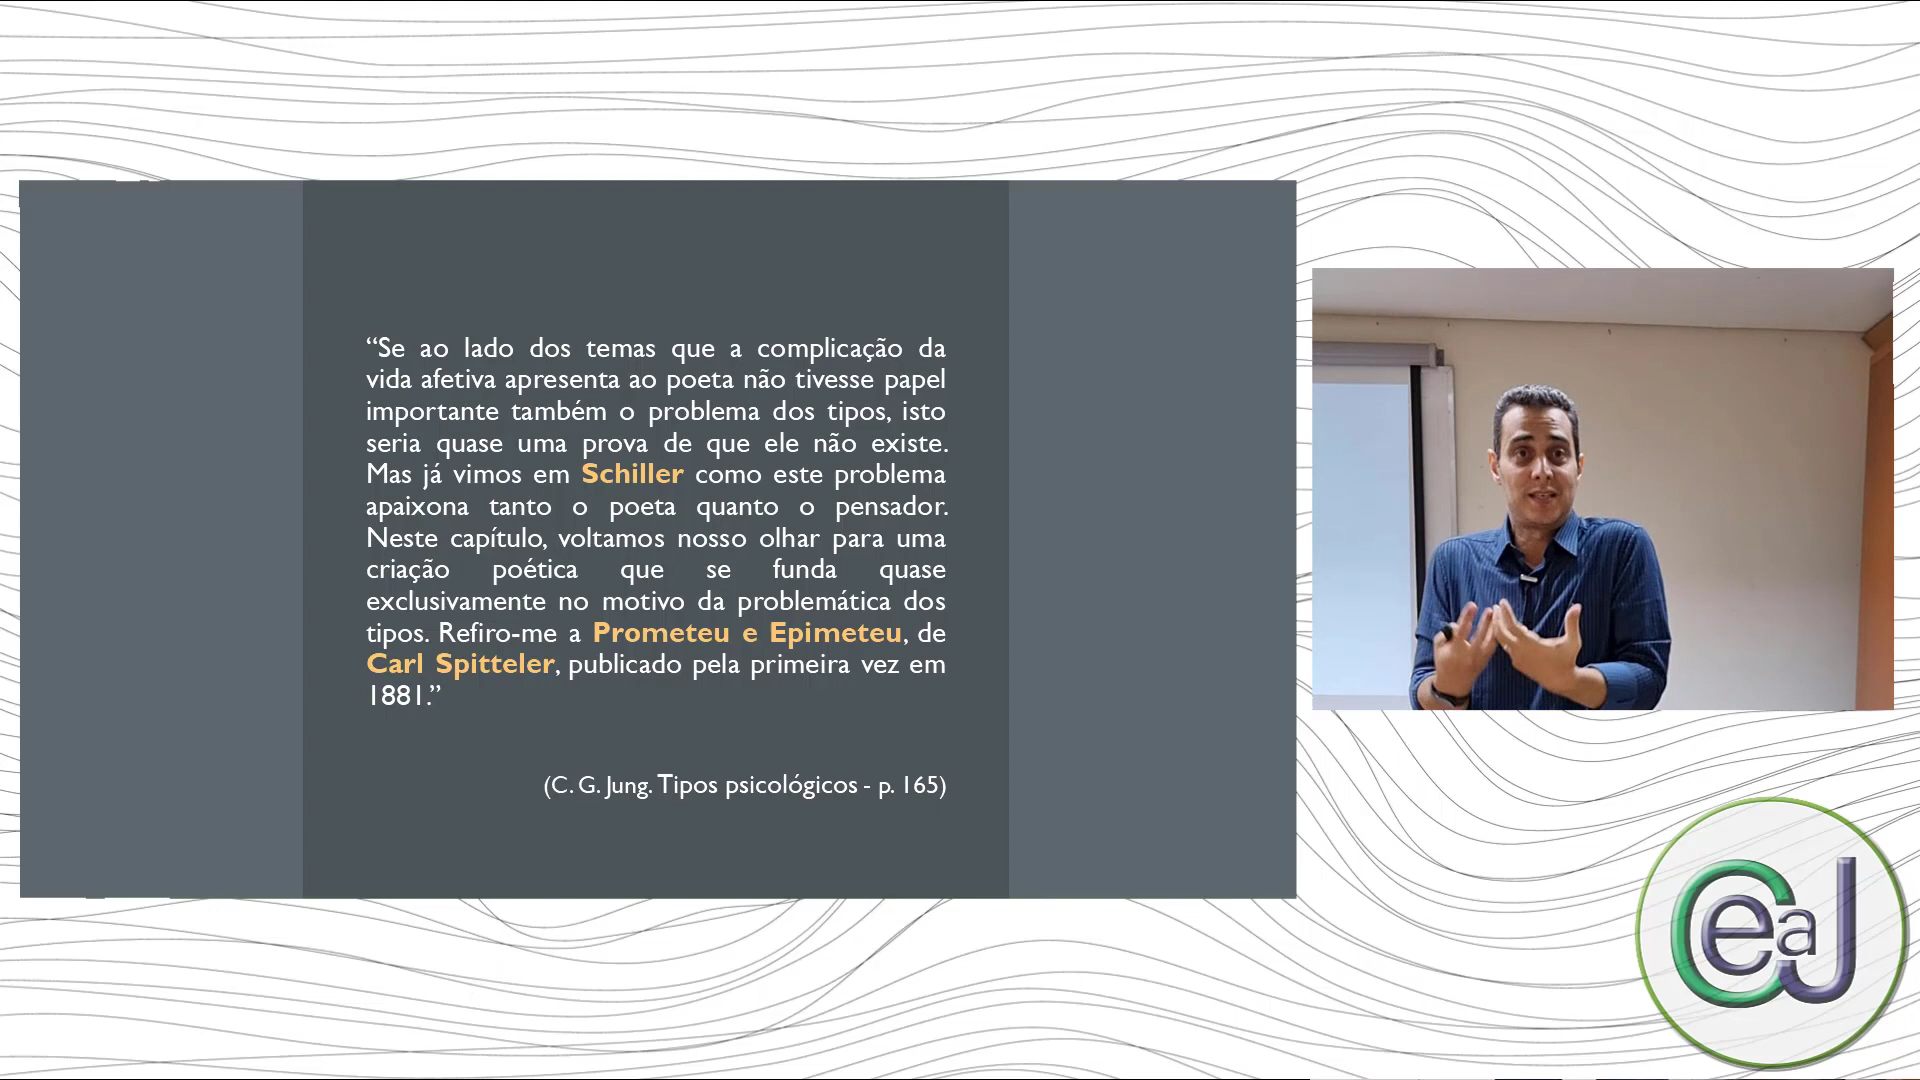 “Se ao lado dos temas que a complicação da
vida afetiva apresenta ao poeta não tivesse papel
importante também o problema dos tipos, isto
seria quase uma prova de que ele não existe.
Mas já vimos em Schiller como este problema
apaixona tanto o poeta quanto o pensador.
Neste capítulo, voltamos nosso olhar para uma
criação poética que se funda quase
exclusivamente no motivo da problemática dos
tipos. Refiro-me a Prometeu e Epimeteu, de
Carl Spitteler, publicado pela primeira vez em
1881.”
(C. G. Jung. Tipos psicológicos - p. 165)
CeaJ